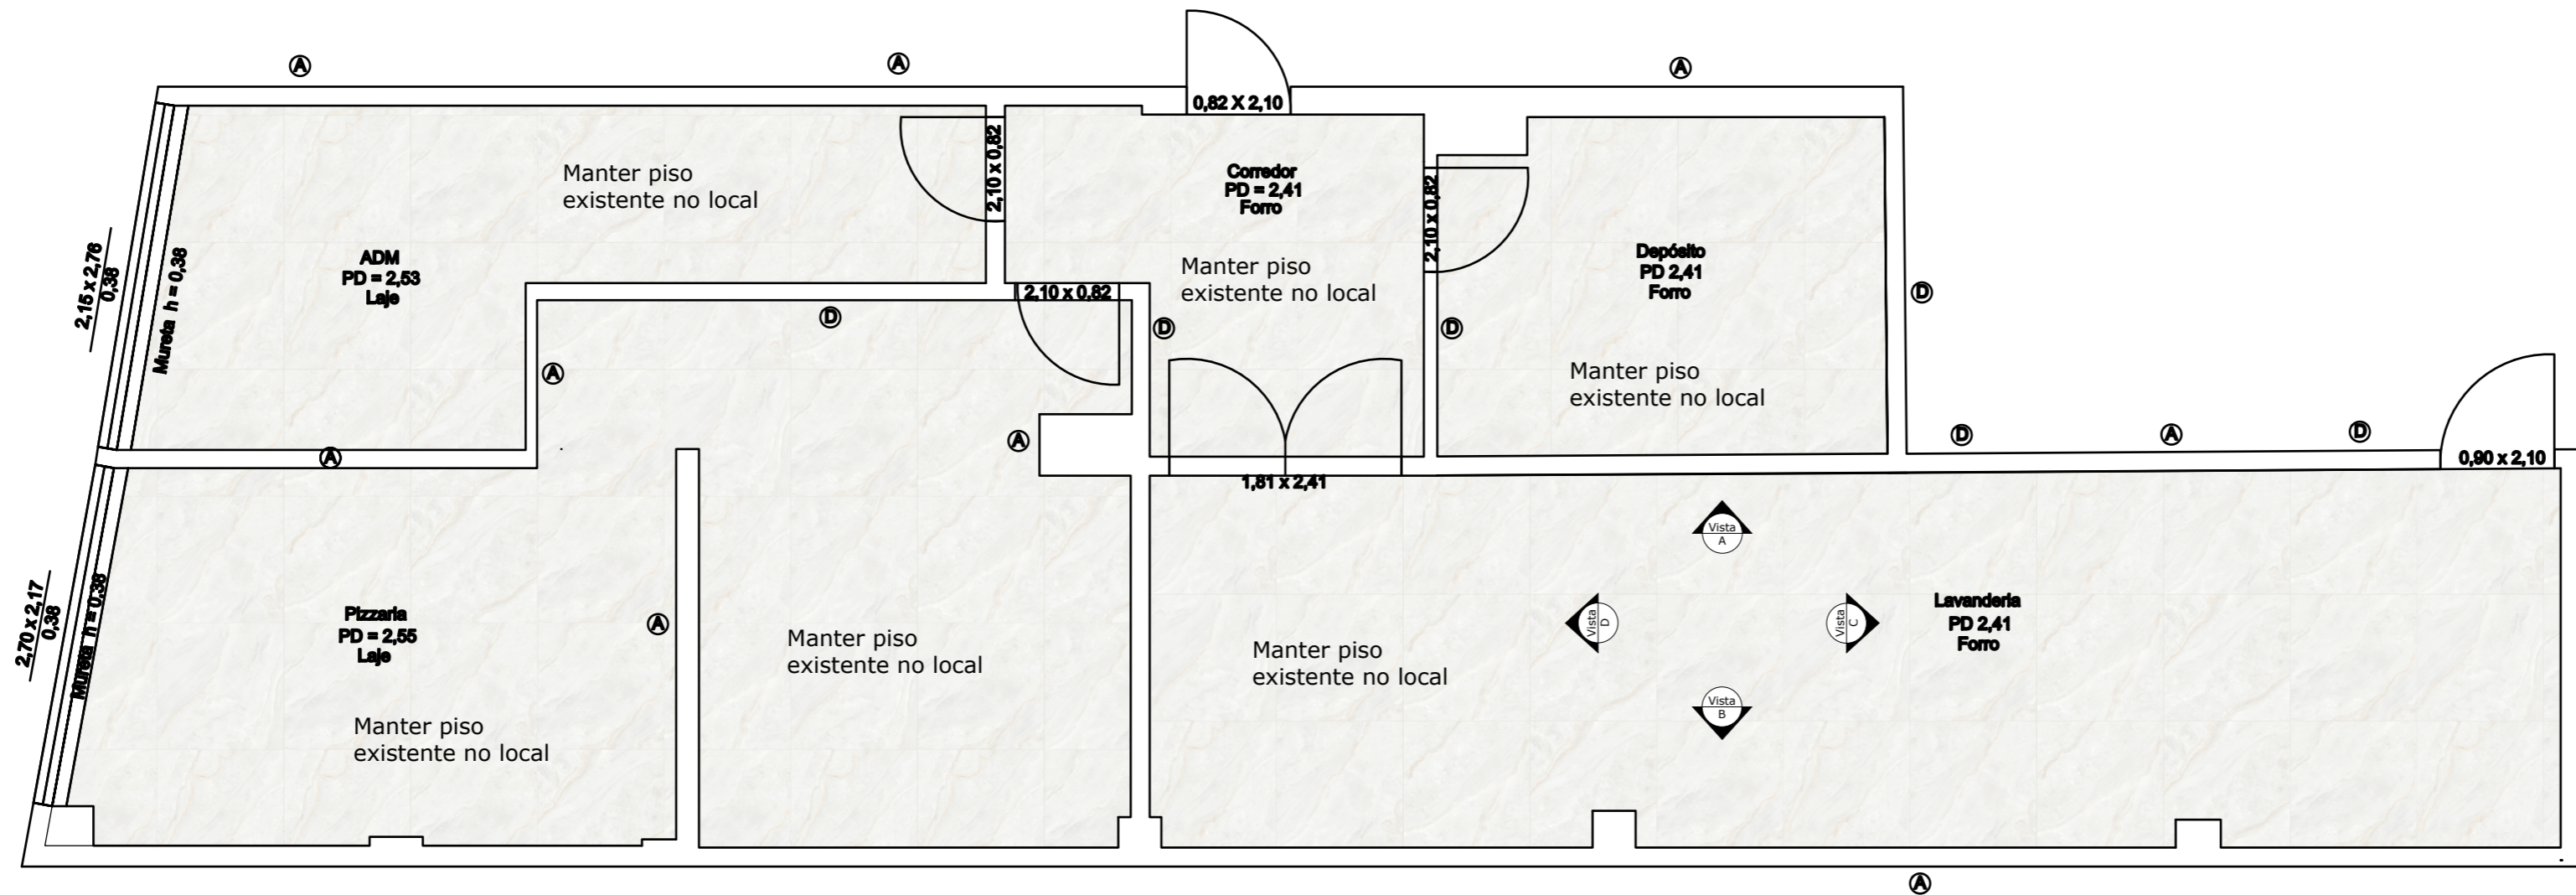 A
A
A
0,82 X 2,10
2,10 x 0,82
Manter piso
existente no local
Corredor
PD = 2,41
Forro
2,10 x 0,82
ADM
PD = 2,53
Laje
Depósito
PD 2,41
Forro
Manter piso
existente no local
2,15 x 2,76
0,38
Mureta h = 0,38
2,10 x 0,82
D
D
D
D
A
Manter piso
existente no local
A
A
D
A
D
0,90 x 2,10
1,81 x 2,41
Vista
A
2,70 x 2,17
0,38
Mureta h = 0,38
Pizzaria
PD = 2,55
Laje
A
Manter piso
existente no local
Manter piso
existente no local
Vista
D
Vista
C
Lavanderia
PD 2,41
Forro
Vista
B
Manter piso
existente no local
A